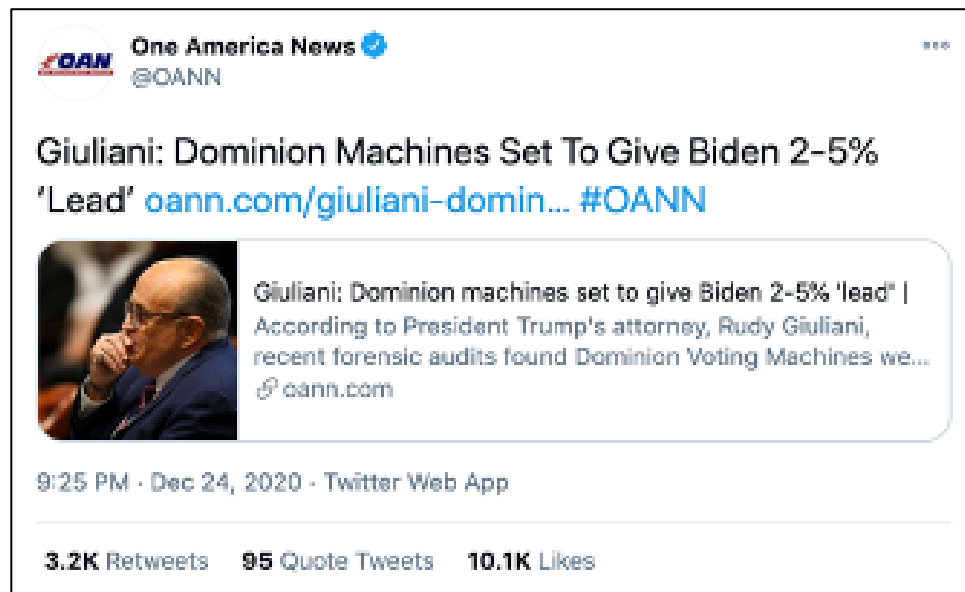 OAN One America News
@OANN
Giuliani: Dominion Machines Set To Give Biden 2-5%
‘Lead’ oann.com/giuliani-domin... #OANN
Giuliani: Dominion machines set to give Biden 2-5% 'lead' |
According to President Trump's attorney, Rudy Giuliani,
recent forensic audits found Dominion Voting Machines we...
oann.com
9:25 PM · Dec 24, 2020 · Twitter Web App
3.2K Retweets 95 Quote Tweets 10.1K Likes